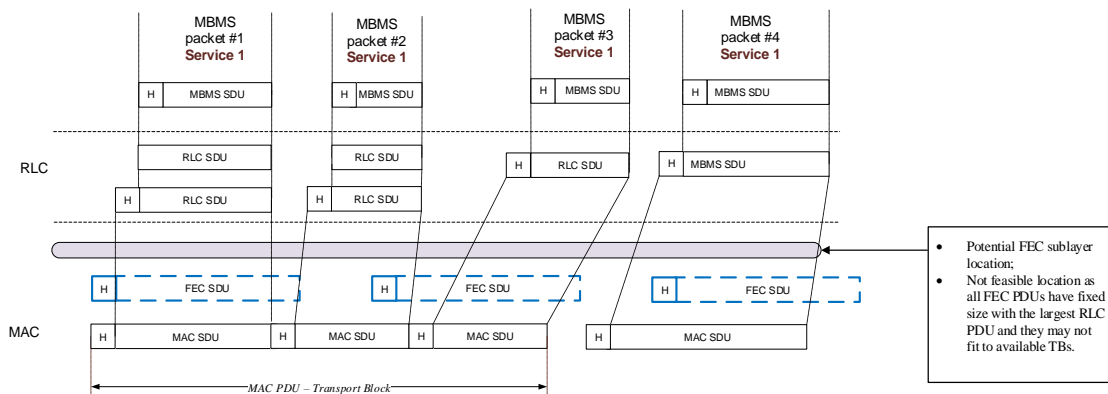 MBMS
packet #1
Service 1
MBMS
packet #2
Service 1
MBMS
packet #3
Service 1
MBMS
packet #4
Service 1
H MBMS SDU
H MBMS SDU
H MBMS SDU
H MBMS SDU
RLC
RLC SDU
RLC SDU
H RLC SDU
H MBMS SDU
H RLC SDU
H RLC SDU
• Potential FEC sublayer
location;
• Not feasible location as
all FEC PDUs have fixed
size with the largest RLC
PDU and they may not
fit to available TBs.
H FEC SDU
H FEC SDU
H FEC SDU
MAC
H MAC SDU
H MAC SDU
H MAC SDU
H MAC SDU
MAC PDU – Transport Block